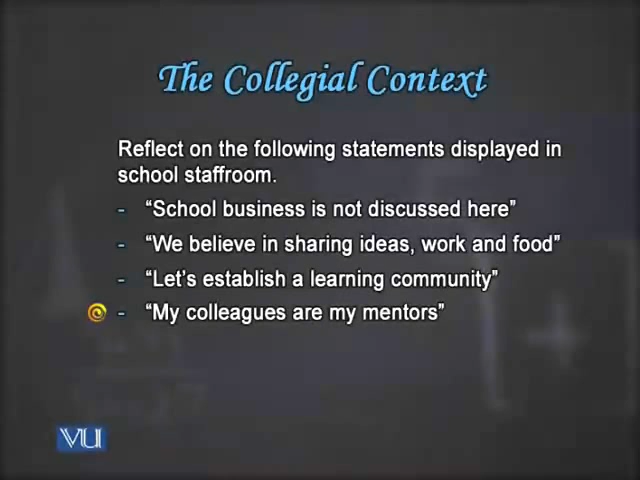 The Collegial Context
Reflect on the following statements displayed in
school staffroom.
- “School business is not discussed here”
- “We believe in sharing ideas, work and food”
- “Let’s establish a learning community”
- “My colleagues are my mentors”
VU